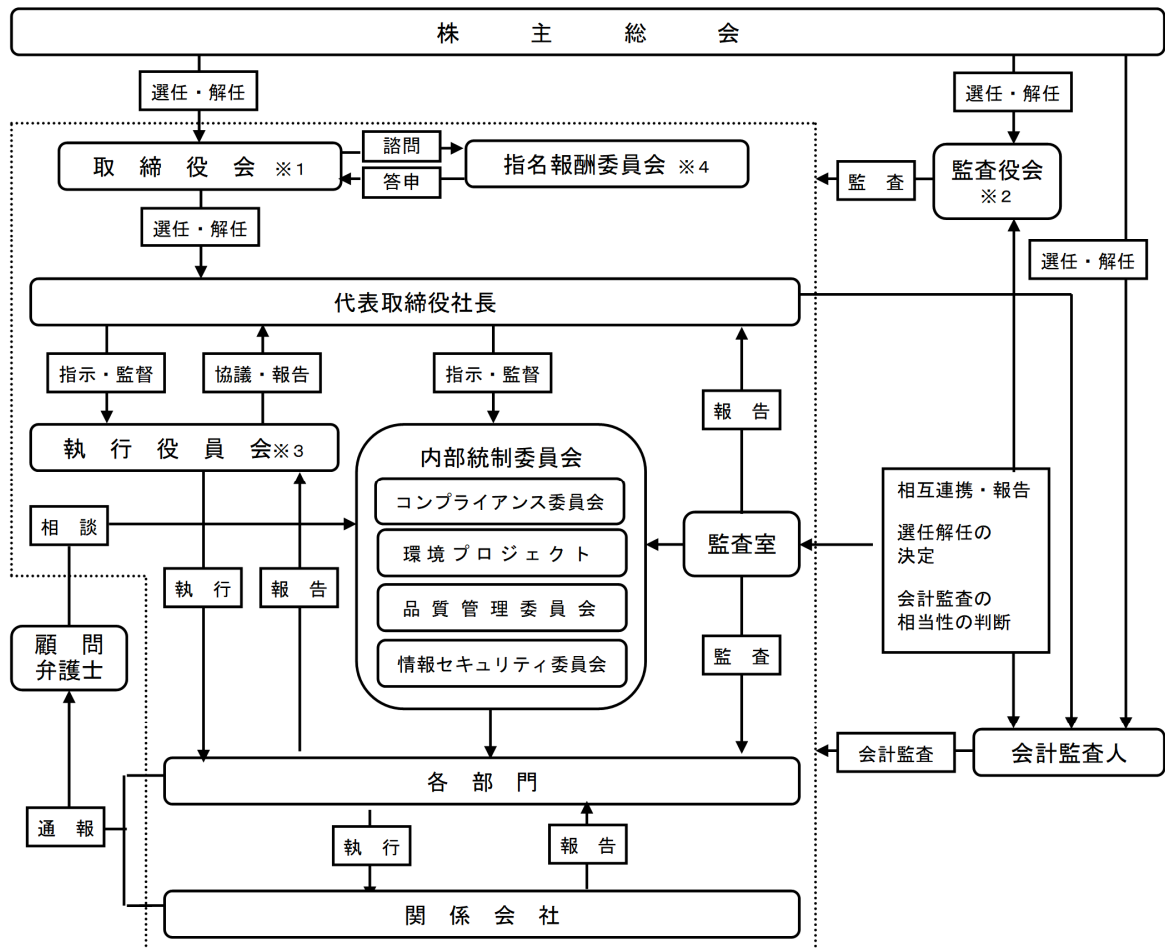 株主総会
選任・解任
選任・解任
取締役会 ※1
諮問
答申
指名報酬委員会 ※4
監査
監査役会
※2
選任・解任
選任・解任
代表取締役社長
指示・監督
協議・報告
指示・監督
報告
執行役員会※3
内部統制委員会
コンプライアンス委員会
環境プロジェクト
品質管理委員会
情報セキュリティ委員会
相談
監査室
相互連携・報告
選任解任の
決定
会計監査の
相当性の判断
執行
報告
監査
顧問
弁護士
会計監査
会計監査人
各部門
通報
執行
報告
関係会社